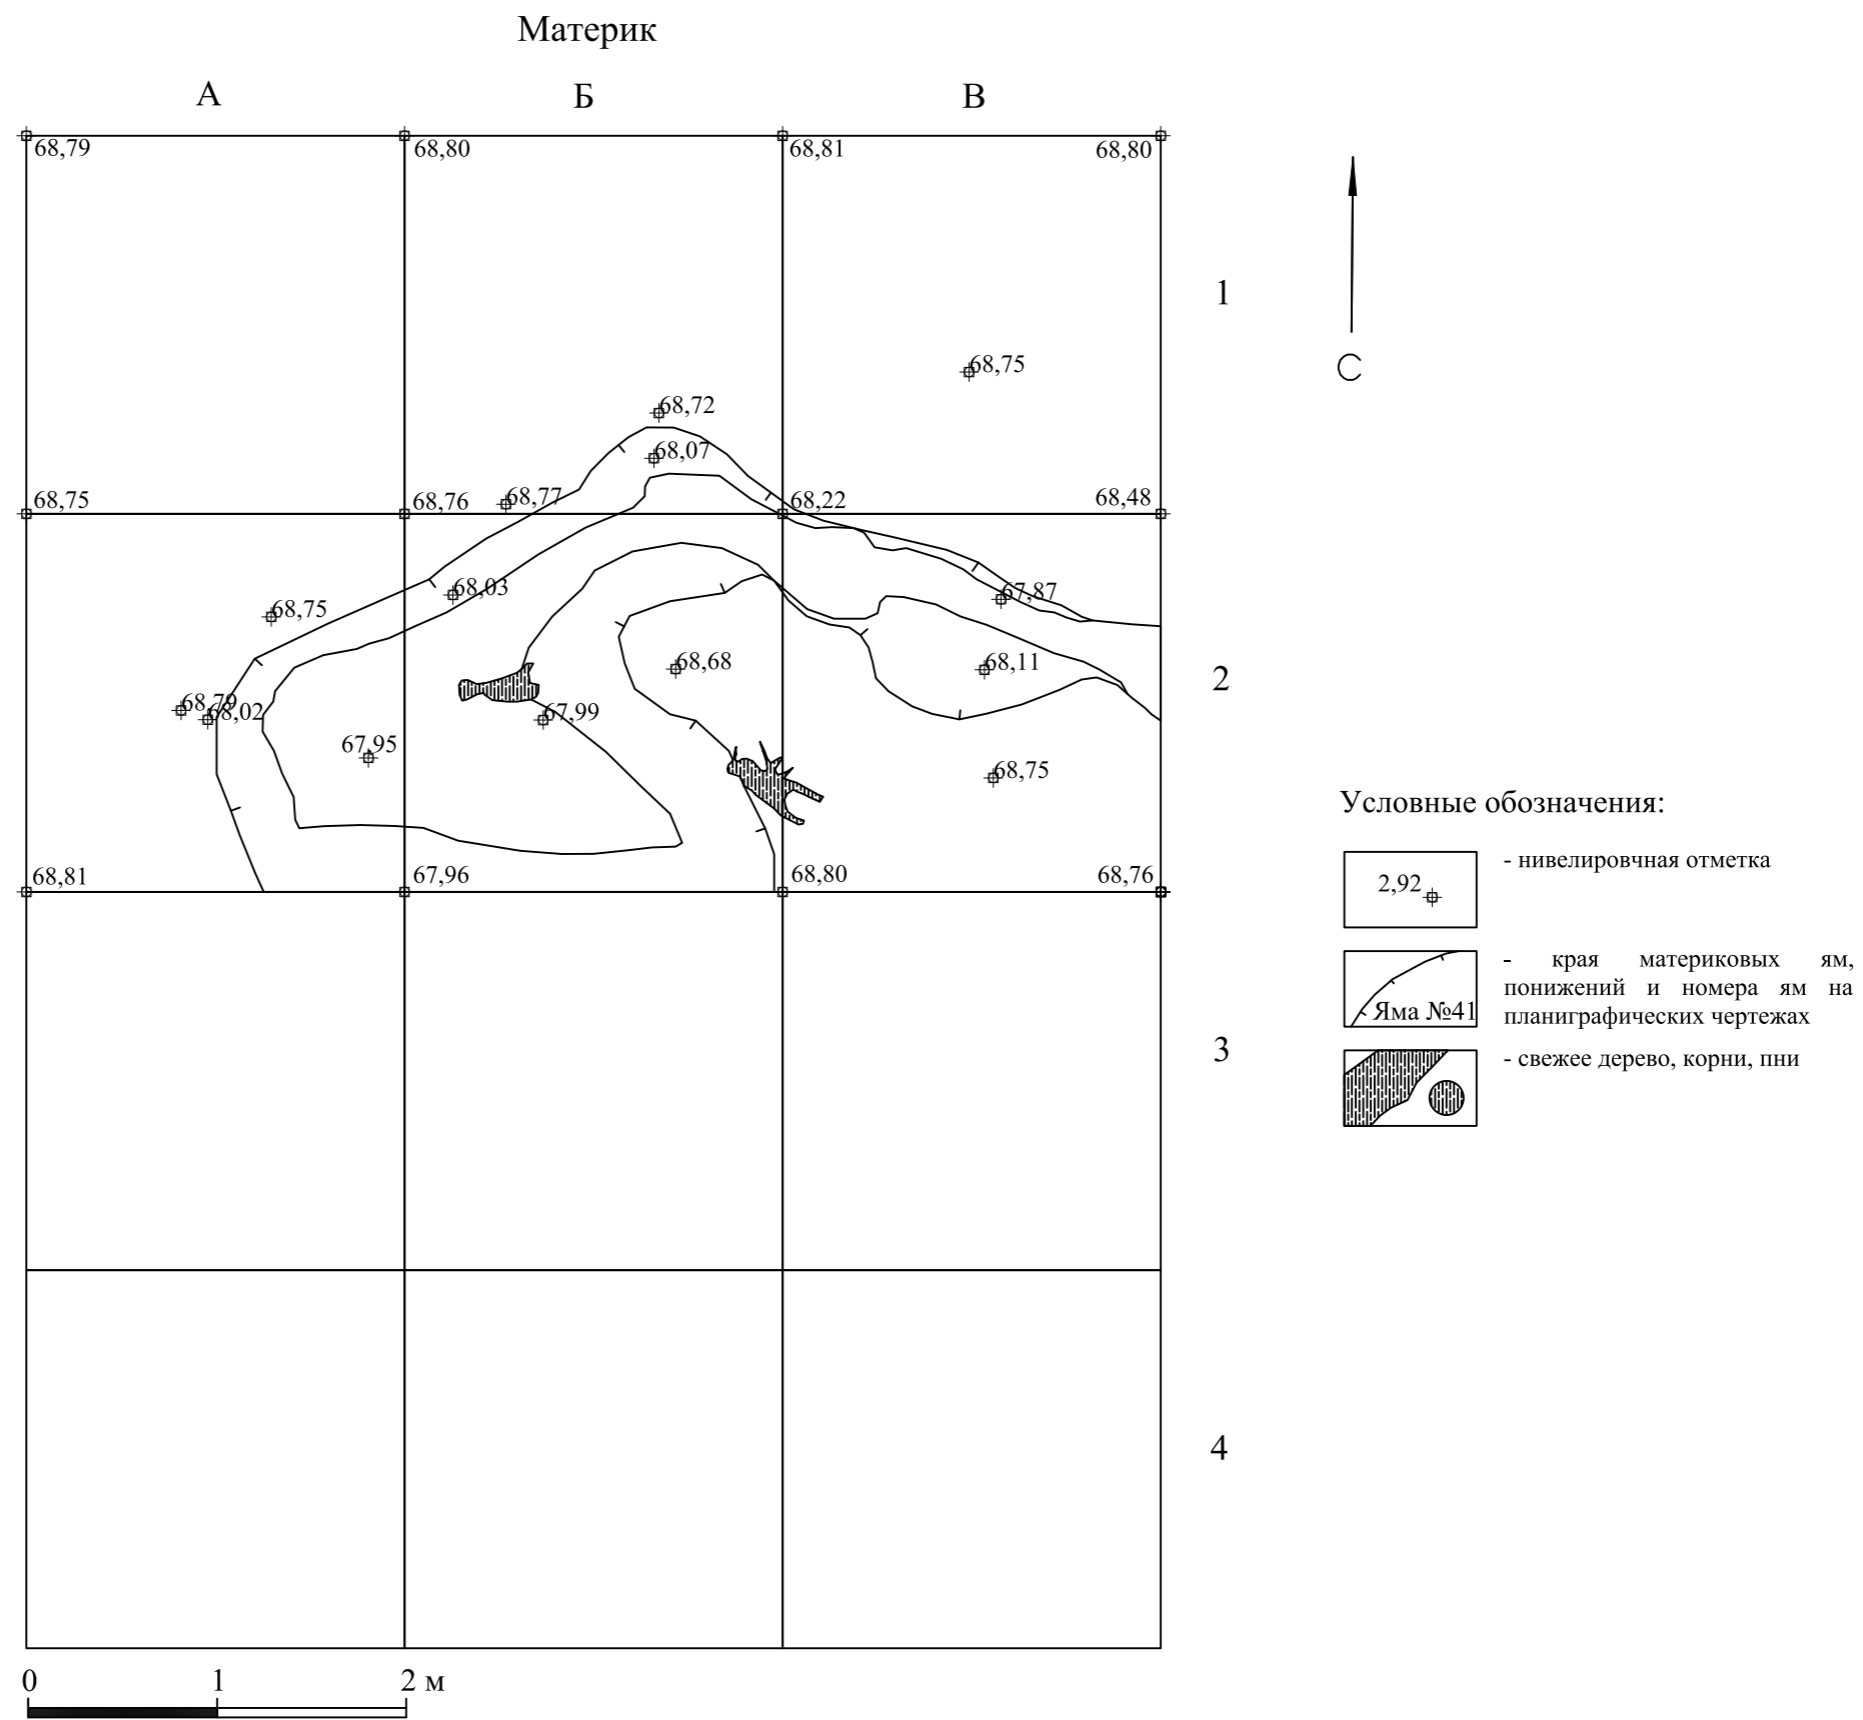 Материк
А Б В
68,79 68,80 68,81 68,80
1
68,75
С
68,72
68,07
68,75 68,76 68,77 68,22 68,48
68,03 67,87
68,75
68,68 68,11
2
68,79
68,02 67,99
67,95
68,75
68,81 67,96 68,80 68,76
Условные обозначения:
2,92
- нивелировчная отметка
Яма №41
- края материковых ям,
понижений и номера ям на
планиграфических чертежах
- свежее дерево, корни, пни
3
4
0 1 2 м